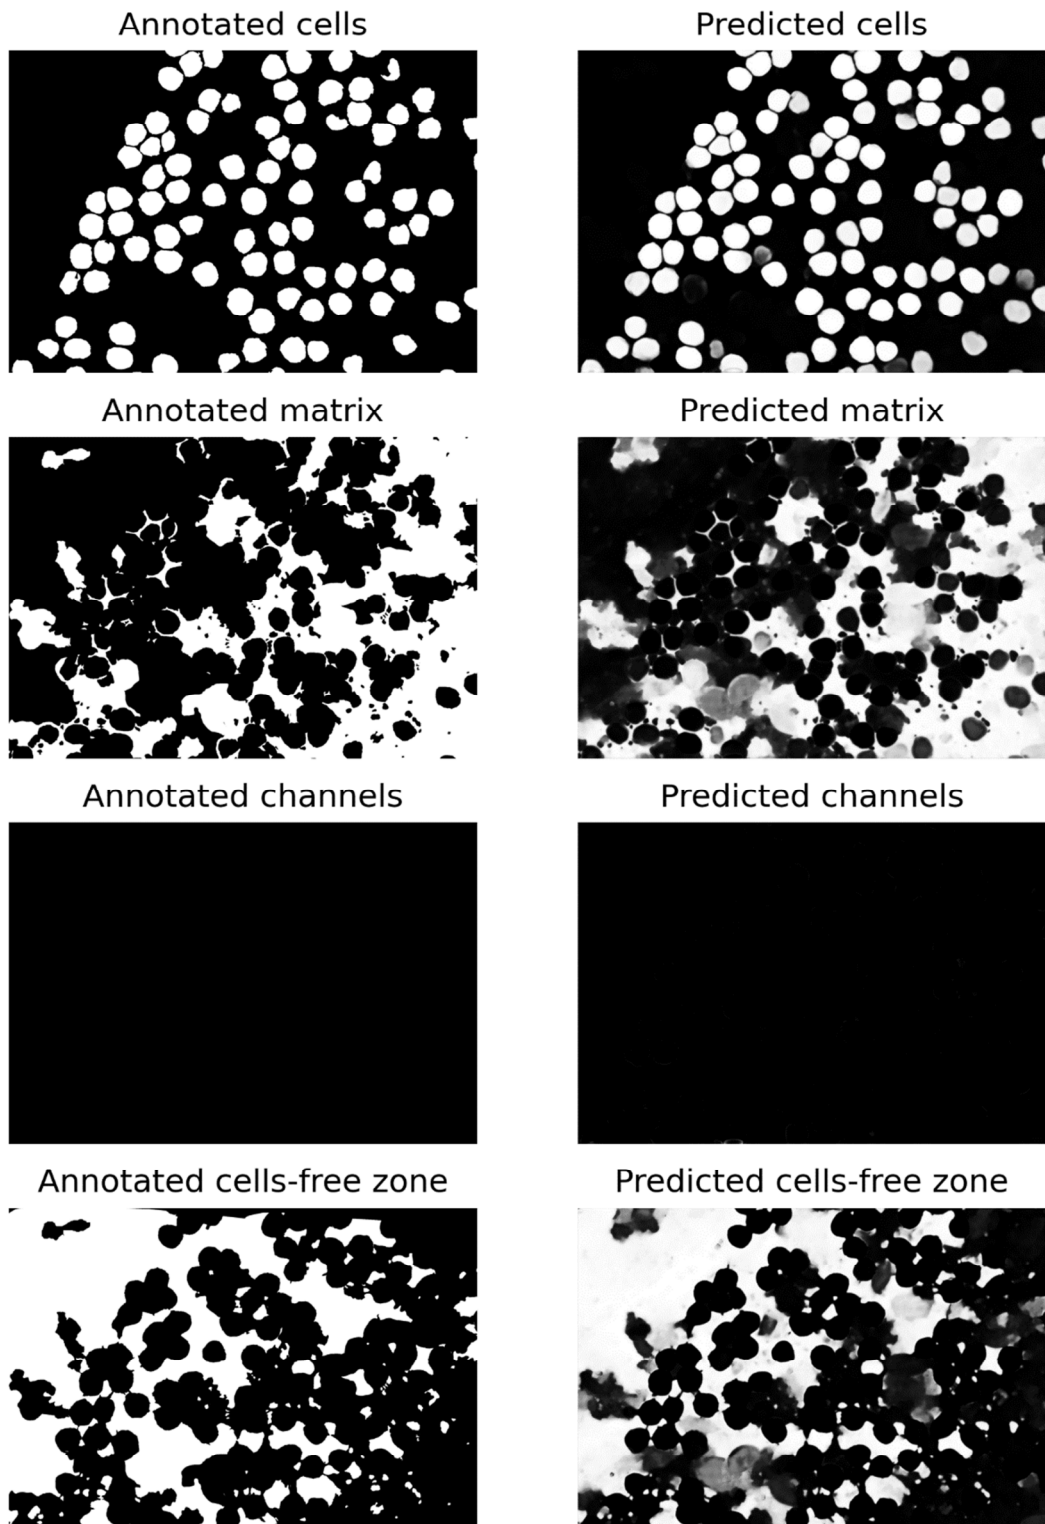 Annotated cells
Predicted cells
Annotated matrix
Predicted matrix
Annotated channels
Predicted channels
Annotated cells-free zone
Predicted cells-free zone